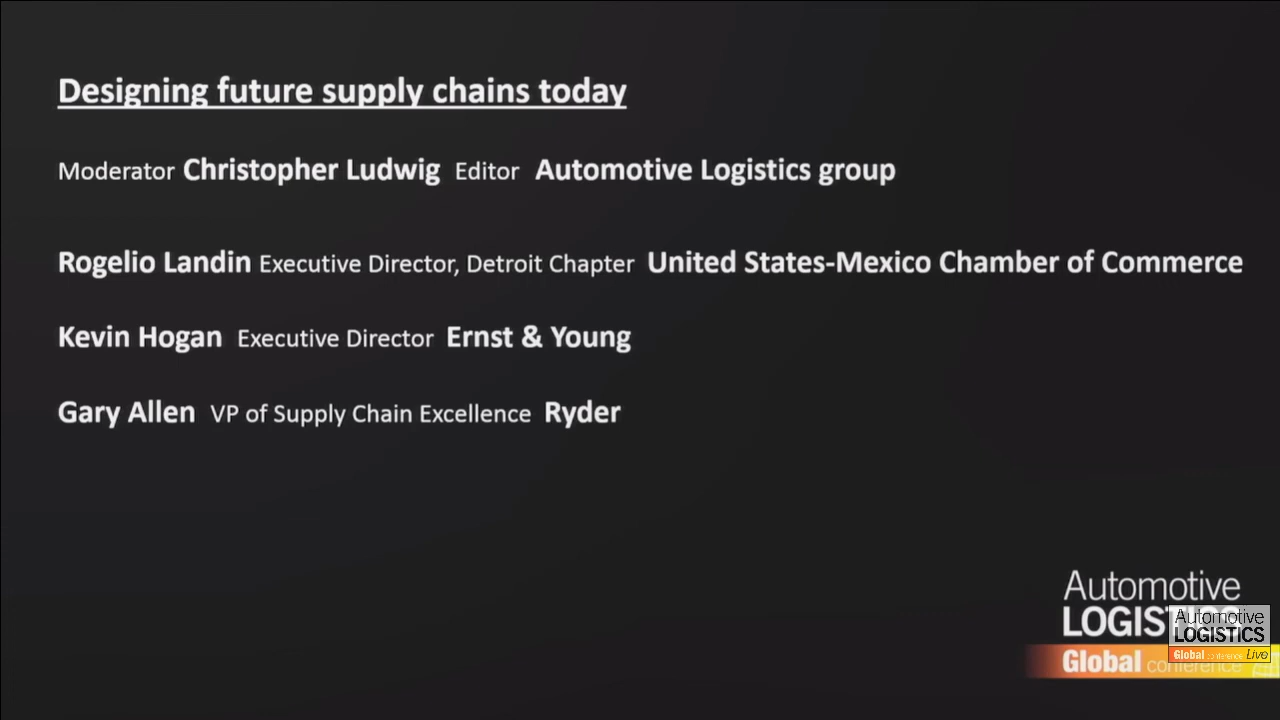 Designing future supply chains today
Moderator Christopher Ludwig Editor Automotive Logistics group
Rogelio Landin Executive Director, Detroit Chapter United States-Mexico Chamber of Commerce
Kevin Hogan Executive Director Ernst & Young
Gary Allen VP of Supply Chain Excellence Ryder
Automotive
Global conference
Automotive
LOGISTICS
Global conference Live